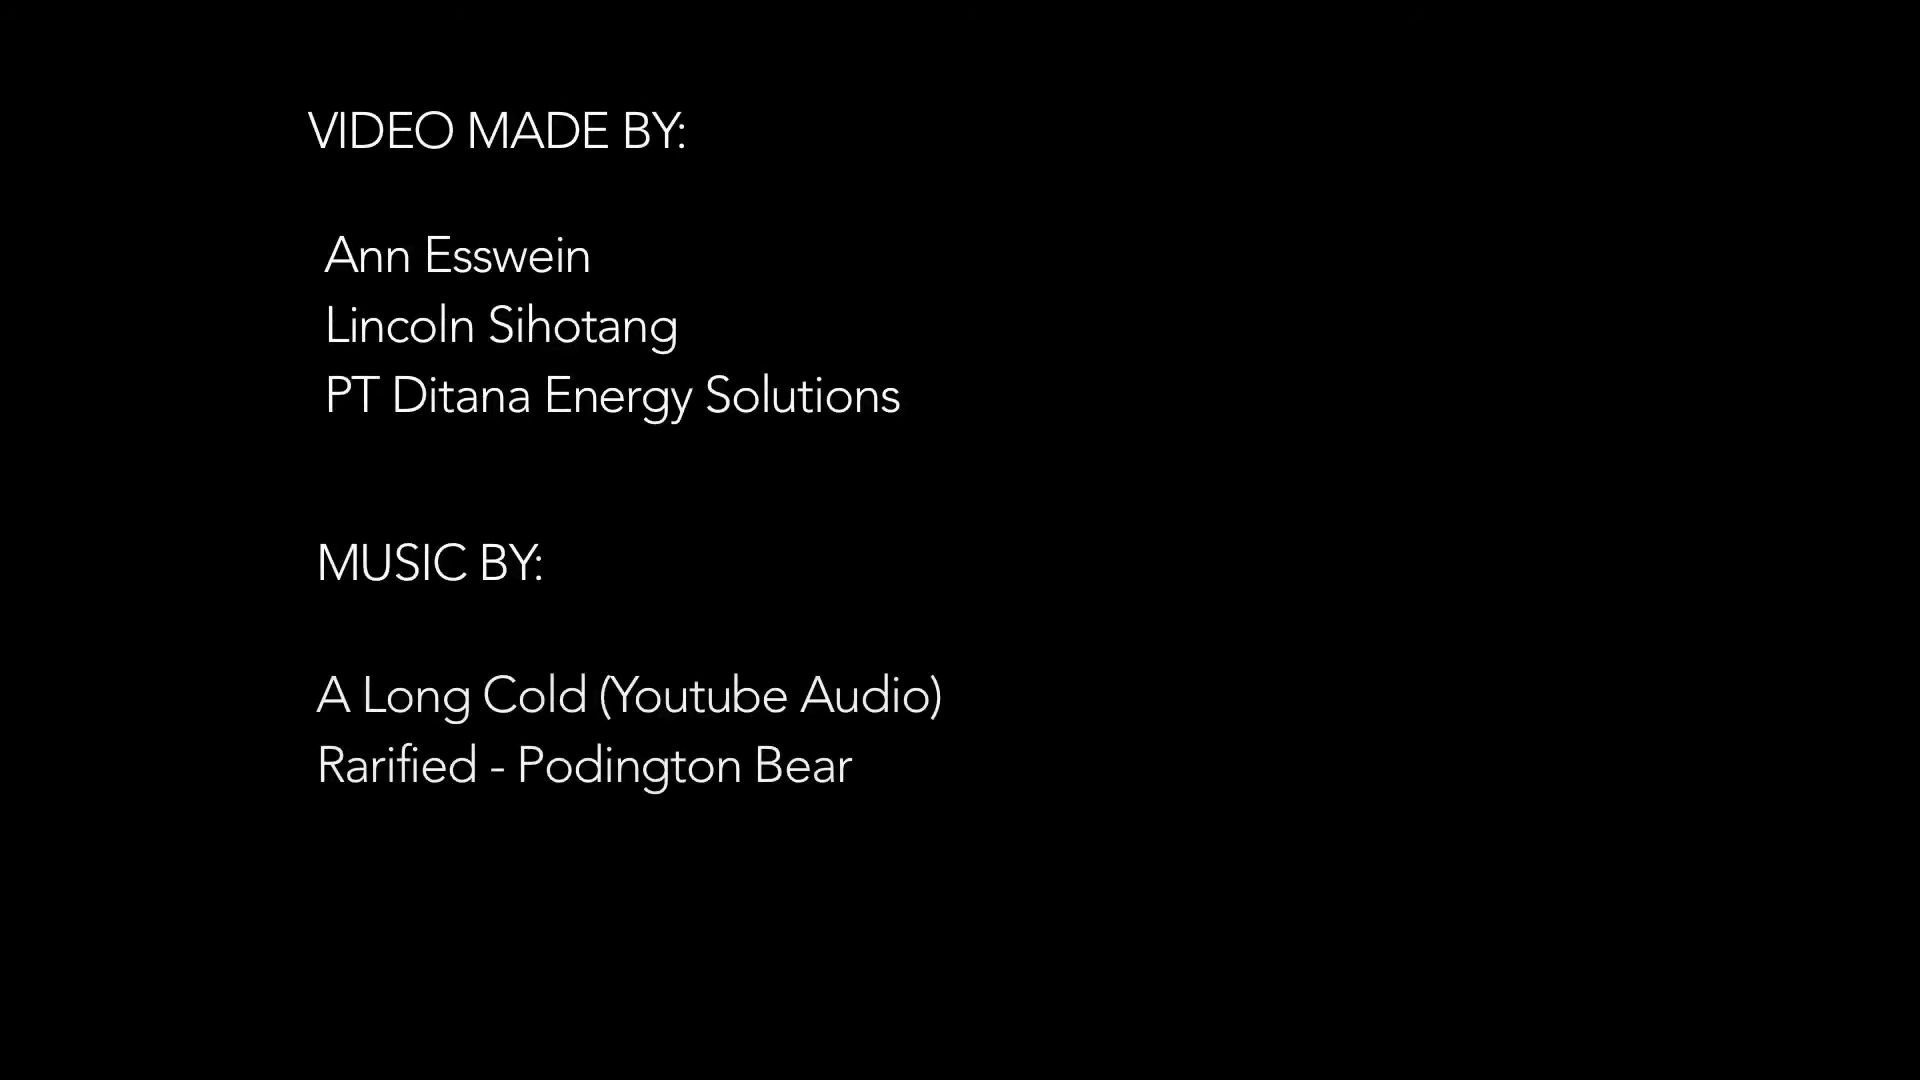 VIDEO MADE BY:
Ann Esswein
Lincoln Sihotang
PT Ditana Energy Solutions
MUSIC BY:
A Long Cold (Youtube Audio)
Rarified - Podington Bear